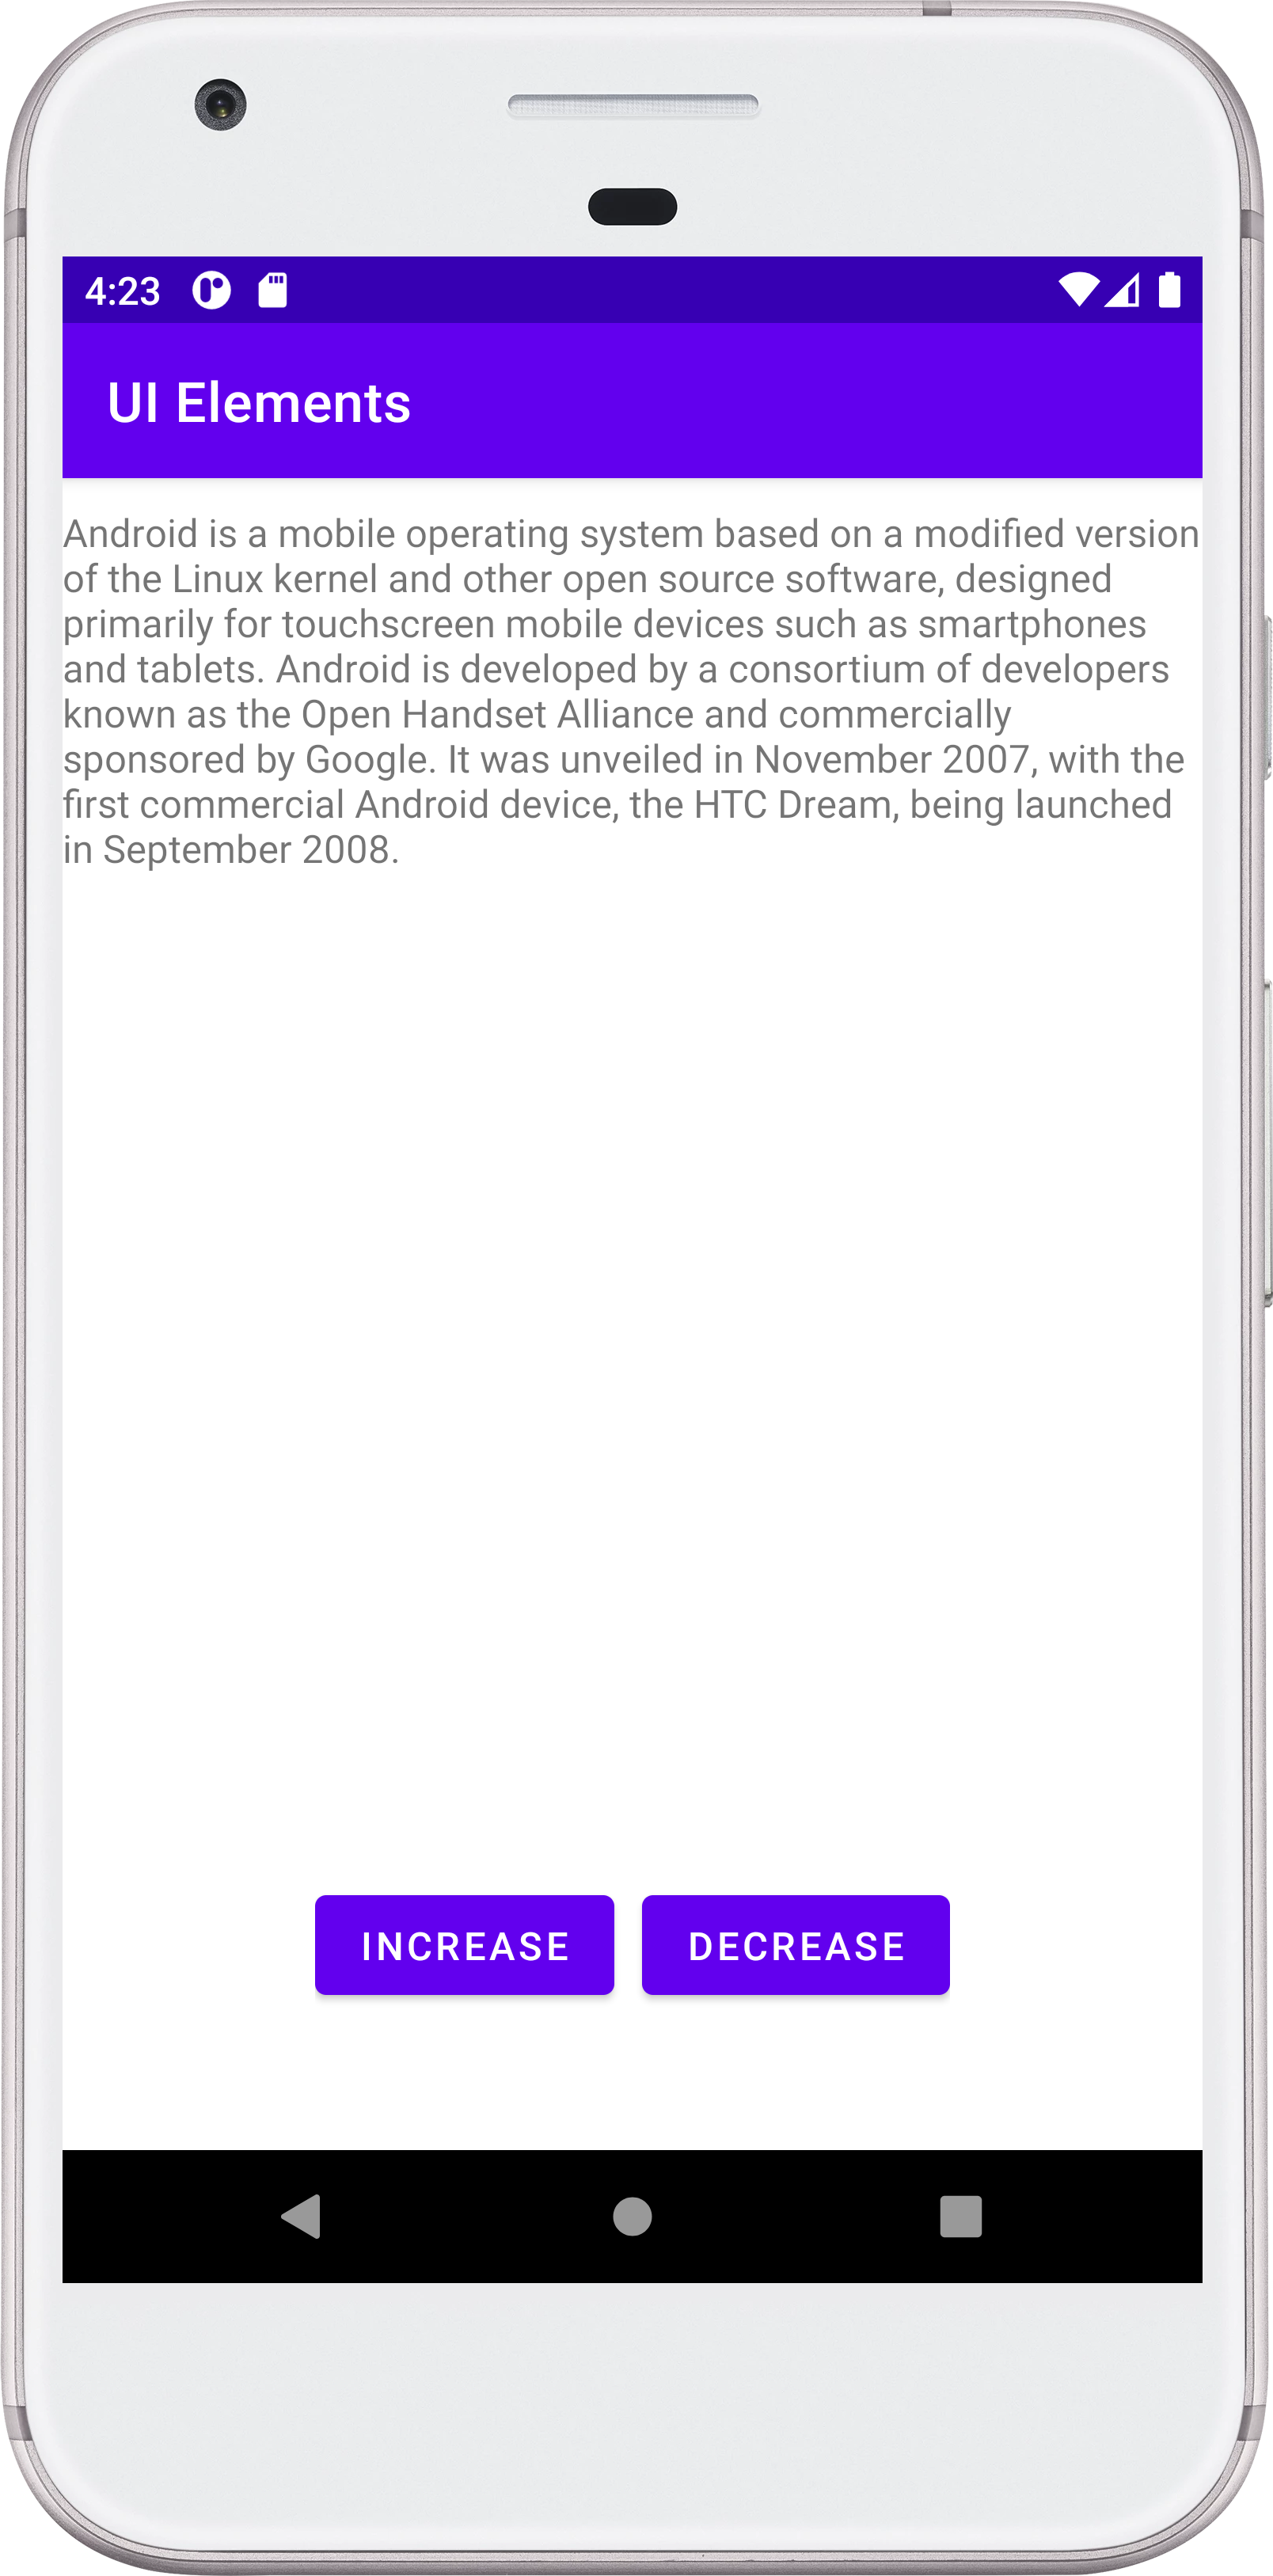 4:23
UI Elements
Android is a mobile operating system based on a modified version
of the Linux kernel and other open source software, designed
primarily for touchscreen mobile devices such as smartphones
and tablets. Android is developed by a consortium of developers
known as the Open Handset Alliance and commercially
sponsored by Google. It was unveiled in November 2007, with the
first commercial Android device, the HTC Dream, being launched
in September 2008.
INCREASE DECREASE